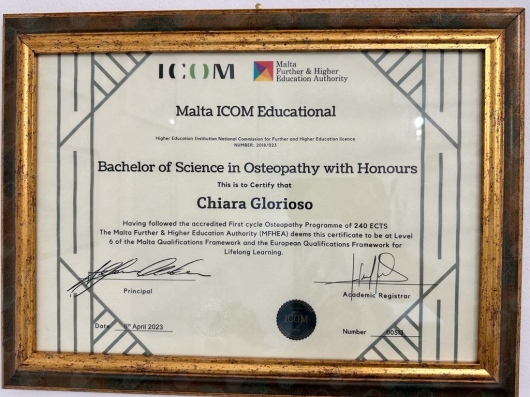 ICOM
Malta
Further & Higher
Education Authority
Malta ICOM Educational
Higher Education Institution National Commission for Further and Higher Education licence
NUMBER: 2018/023
Bachelor of Science in Osteopathy with Honours
This is to Certify that
Chiara Glorioso
Having followed the accredited First cycle Osteopathy Programme of 240 ECTS
The Malta Further & Higher Education Authority (MFHEA) deems this certificate to be at Level
6 of the Malta Qualifications Framework and the European Qualifications Framework for
Lifelong Learning.
Principal
Academic Registrar
ICOM
Date April 2023
Number